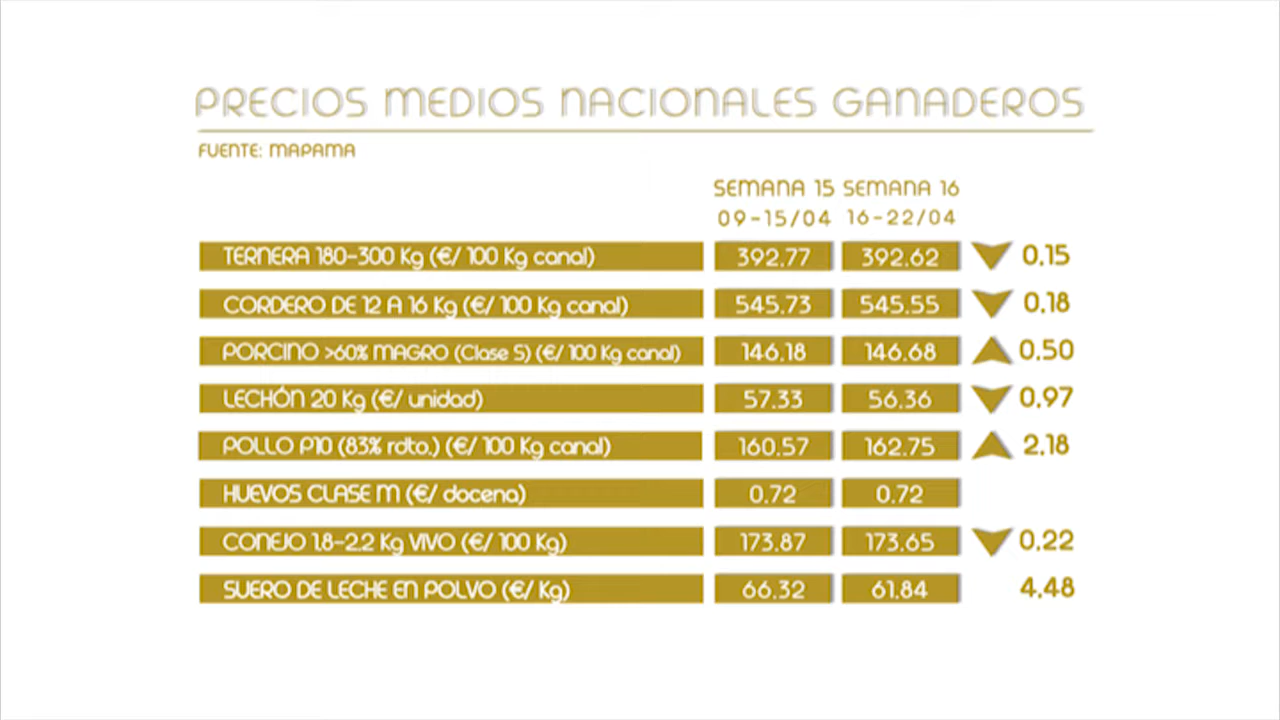 PRECIOS MEDIOS NACIONALES GANADEROS
FUENTE: MAPAMA
SEMANA 15 SEMANA 16
09-15/04 16-22/04
TERNERA 180-300 Kg (€/ 100 Kg canal) 392.77 392.62 0.15
CORDERO DE 12 A 16 Kg (€/ 100 Kg canal) 545.73 545.55 0.18
PORCINO >60% MAGRO (Clase S) (€/ 100 Kg canal) 146.18 146.68 0.50
LECHÓN 20 Kg (€/ unidad) 57.33 56.36 0.97
POLLO P10 (83% rdto.) (€/ 100 Kg canal) 160.57 162.75 2.18
HUEVOS CLASE M (€/ docena) 0.72 0.72
CONEJO 1.8-2.2 Kg VIVO (€/ 100 Kg) 173.87 173.65 0.22
SUERO DE LECHE EN POLVO (€/ Kg) 66.32 61.84 4.48